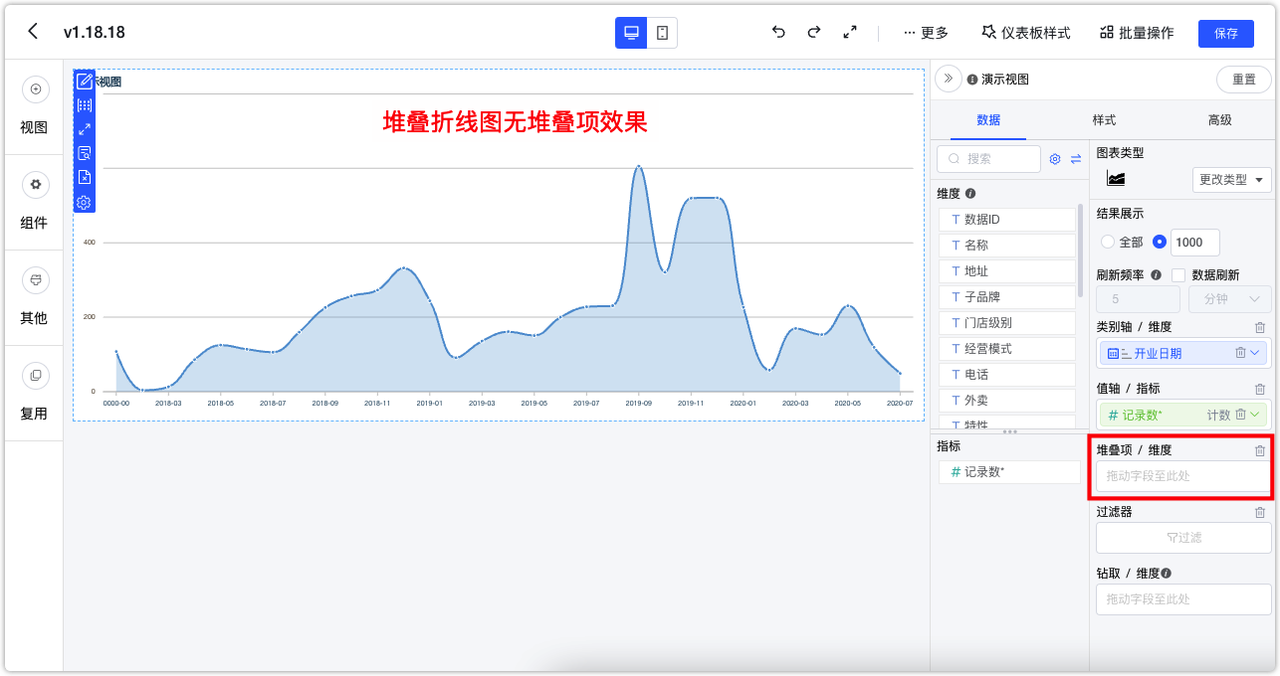 v1.18.18
更多
仪表板样式
批量操作
保存
视图
组件
其他
复用
示视图
堆叠折线图无堆叠项效果
400
200
0
0000-00
2018-03
2018-05
2018-07
2018-09
2018-11
2019-01
2019-03
2019-05
2019-07
2019-09
2019-11
2020-01
2020-03
2020-05
2020-07
演示视图
重置
数据
样式
高级
搜索
维度
T 数据ID
T 名称
T 地址
T 子品牌
T 门店级别
T 经营模式
T 电话
T 外卖
T 特性
指标
# 记录数*
图表类型
更改类型
结果展示
全部
1000
刷新频率
数据刷新
5
分钟
类别轴 / 维度
开业日期
值轴 / 指标
# 记录数*
计数
堆叠项 / 维度
拖动字段至此处
过滤器
过滤
钻取 / 维度
拖动字段至此处